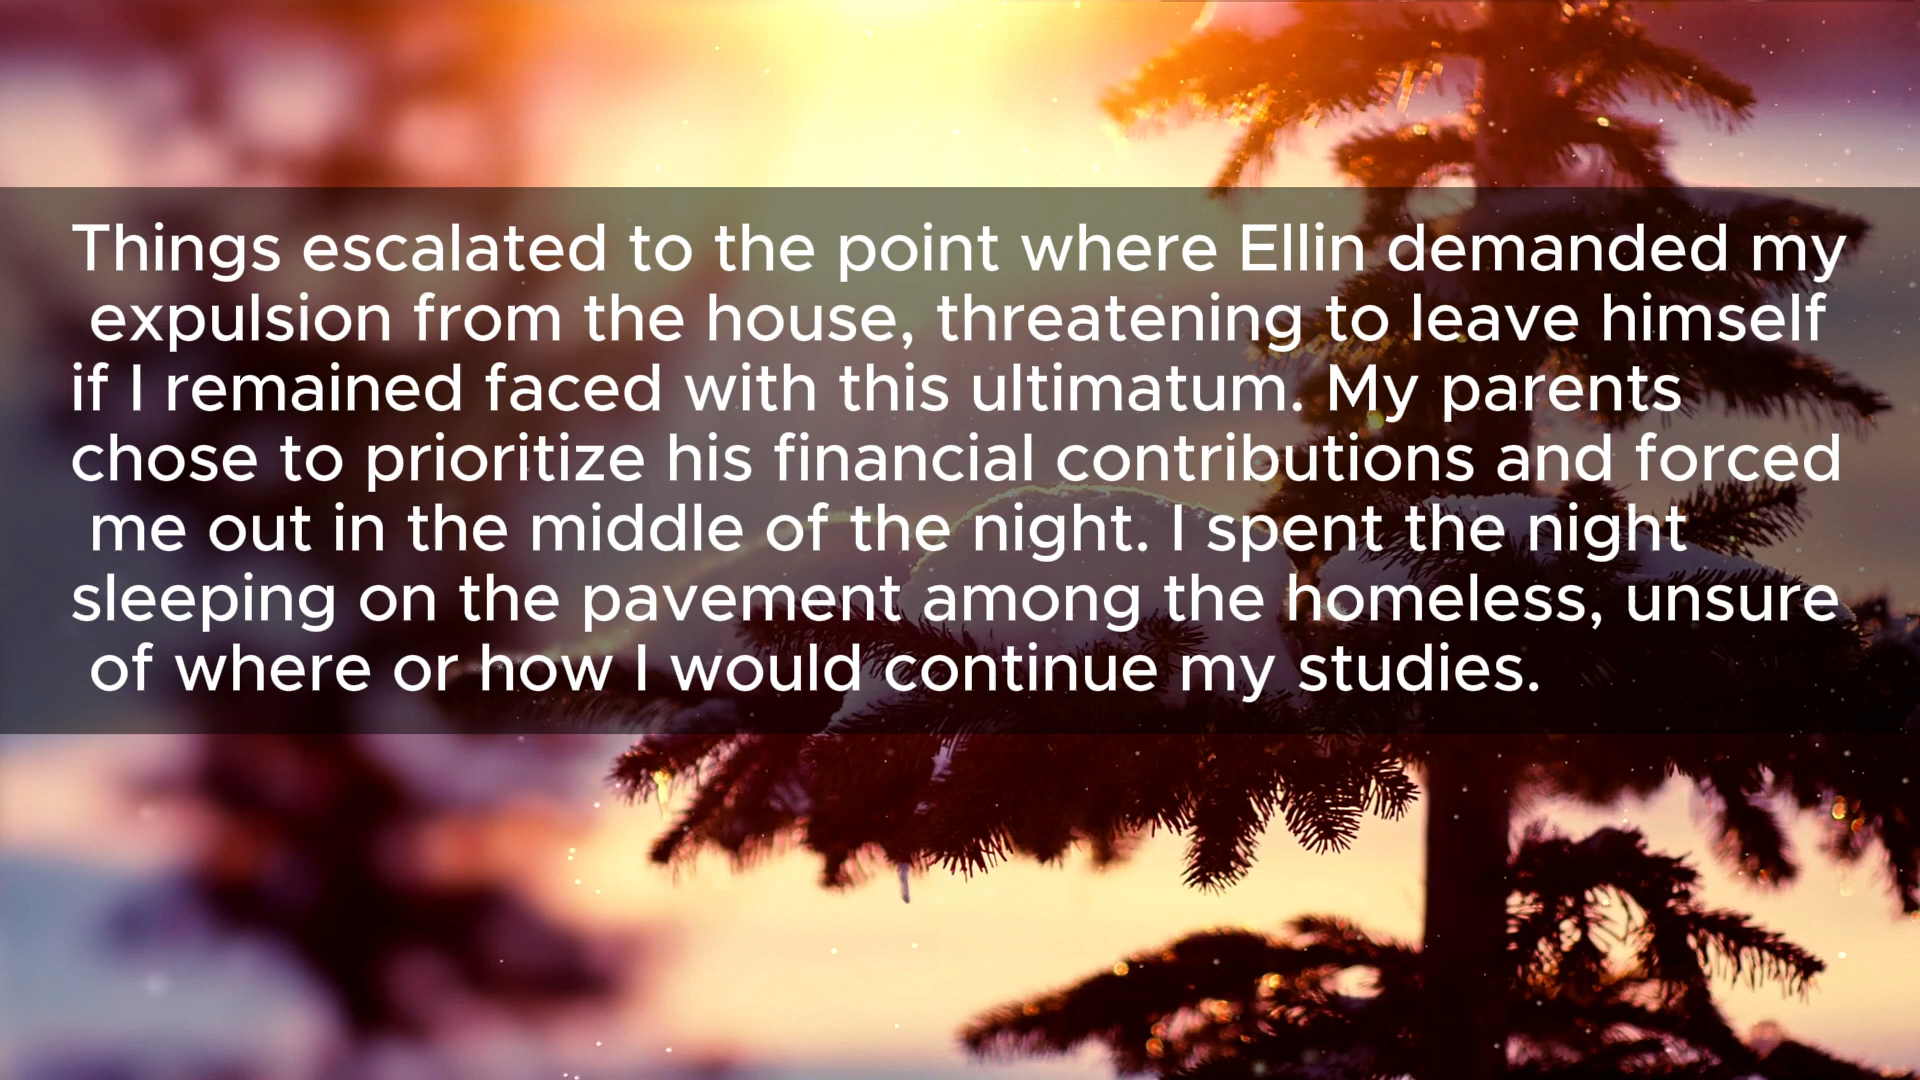 Things escalated to the point where Ellin demanded my
expulsion from the house, threatening to leave himself
if I remained faced with this ultimatum. My parents
chose to prioritize his financial contributions and forced
me out in the middle of the night. I spent the night
sleeping on the pavement among the homeless, unsure
of where or how I would continue my studies.